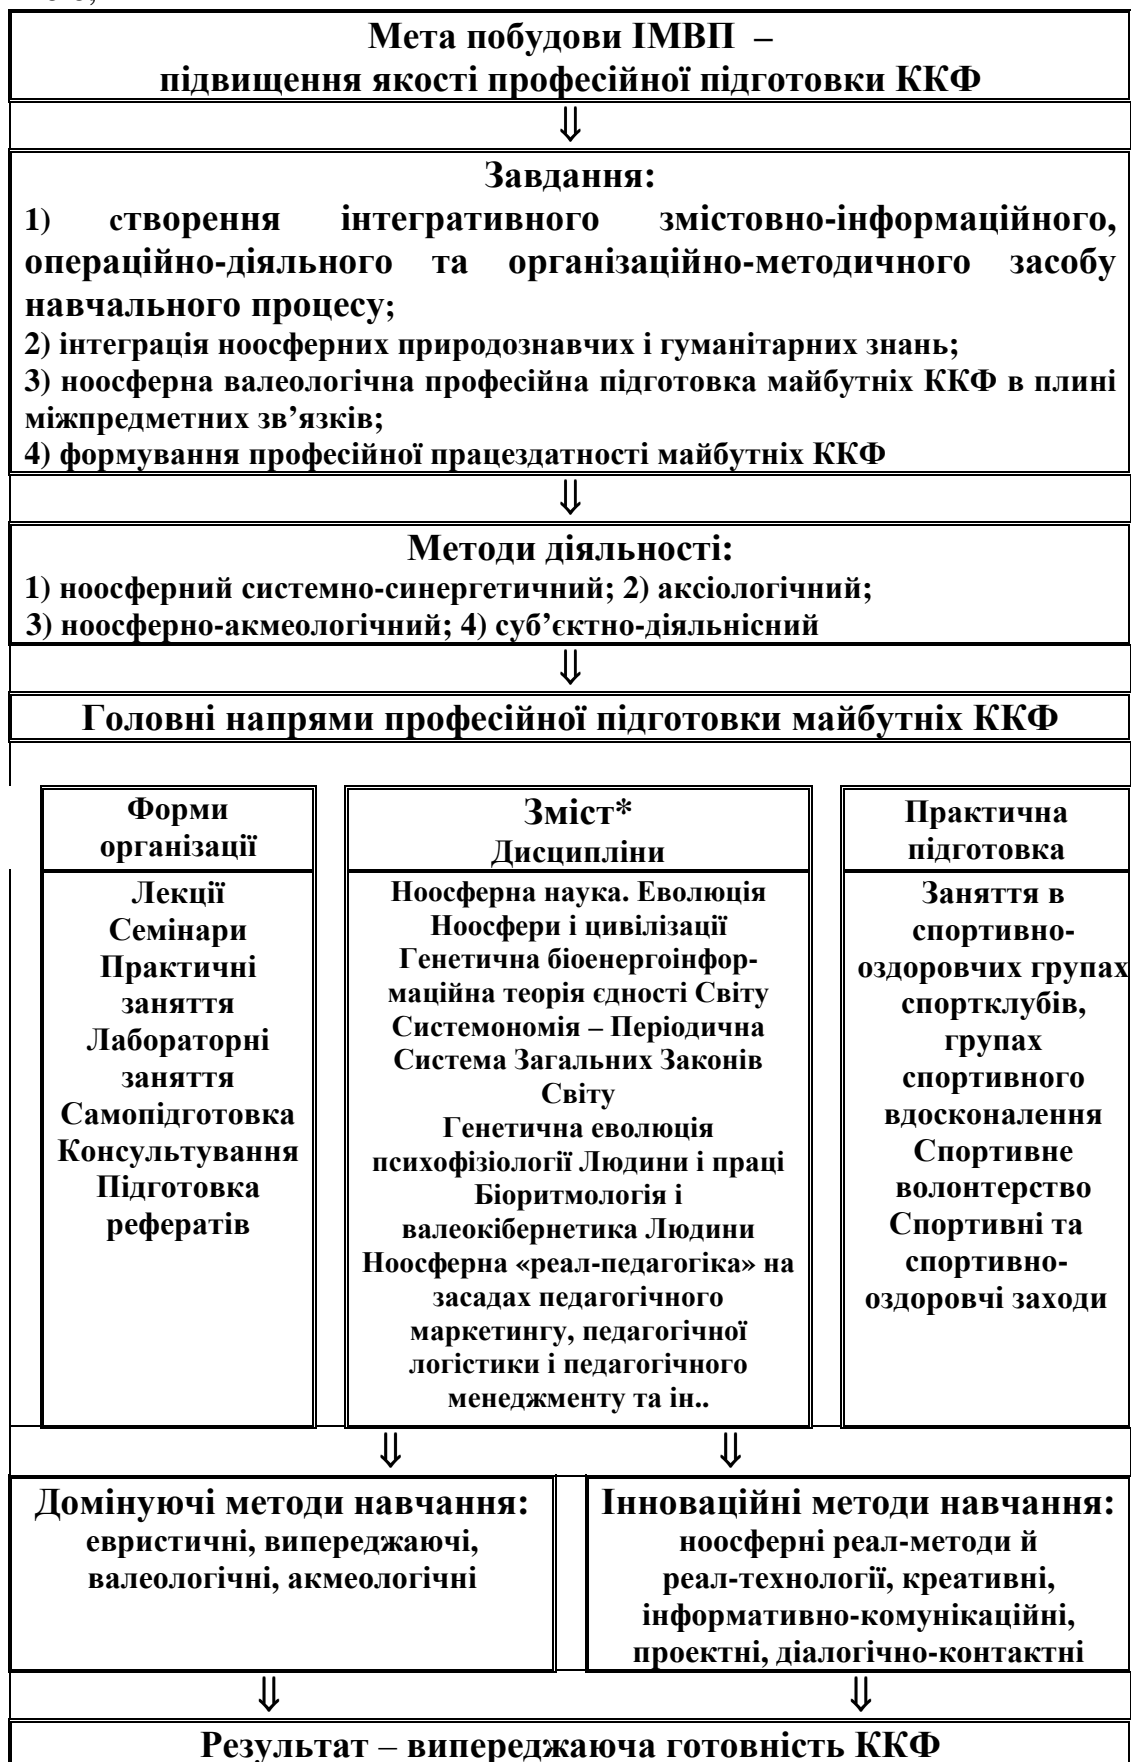 Мета побудови ІМВП –
підвищення якості професійної підготовки ККФ
⇓
Завдання:
1) створення інтегративного змістовно-інформаційного,
операційно-діяльного та організаційно-методичного засобу
навчального процесу;
2) інтеграція ноосферних природознавчих і гуманітарних знань;
3) ноосферна валеологічна професійна підготовка майбутніх ККФ в плині
міжпредметних зв’язків;
4) формування професійної працездатності майбутніх ККФ
⇓
Методи діяльності:
1) ноосферний системно-синергетичний; 2) аксіологічний;
3) ноосферно-акмеологічний; 4) суб’єктно-діяльнісний
⇓
Головні напрями професійної підготовки майбутніх ККФ
Форми
організації
Лекції
Семінари
Практичні
заняття
Лабораторні
заняття
Самопідготовка
Консультування
Підготовка
рефератів
Зміст*
Дисципліни
Ноосферна наука. Еволюція
Ноосфери і цивілізації
Генетична біоенергоінфор-
маційна теорія єдності Світу
Системономія – Періодична
Система Загальних Законів
Світу
Генетична еволюція
психофізіології Людини і праці
Біоритмологія і
валеокібернетика Людини
Ноосферна «реал-педагогіка» на
засадах педагогічного
маркетингу, педагогічної
логістики і педагогічного
менеджменту та ін..
Практична
підготовка
Заняття в
спортивно-
оздоровчих групах
спортклубів,
групах
спортивного
вдосконалення
Спортивне
волонтерство
Спортивні та
спортивно-
оздоровчі заходи
⇓ ⇓
Домінуючі методи навчання:
евристичні, випереджаючі,
валеологічні, акмеологічні
Інноваційні методи навчання:
ноосферні реал-методи й
реал-технології, креативні,
інформативно-комунікаційні,
проектні, діалогічно-контактні
⇓ ⇓
Результат – випереджаюча готовність ККФ